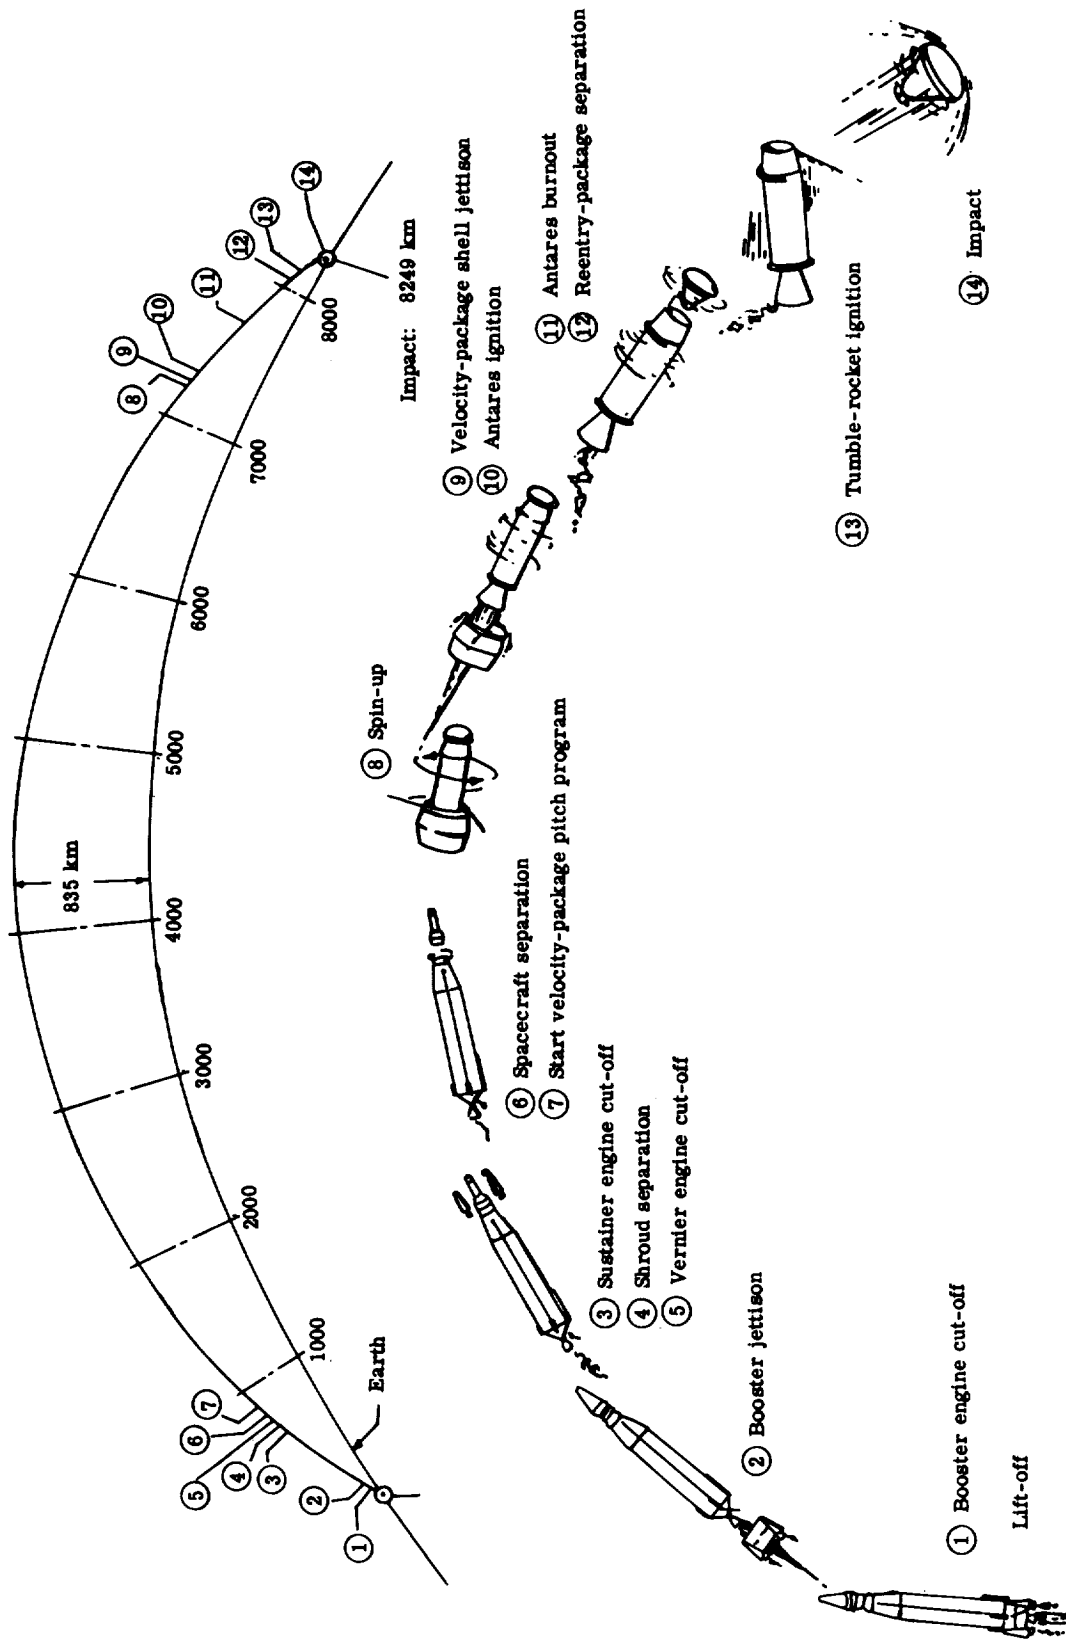 1
2
3
4
5
6
7
8
9
10
11
12
13
14
Earth
1000
2000
3000
4000
5000
6000
7000
8000
835 km
Impact: 8249 km
Lift-off
1 Booster engine cut-off
2 Booster jettison
3 Sustainer engine cut-off
4 Shroud separation
5 Vernier engine cut-off
6 Spacecraft separation
7 Start velocity-package pitch program
8 Spin-up
9 Velocity-package shell jettison
10 Antares ignition
11 Antares burnout
12 Reentry-package separation
13 Tumble-rocket ignition
14 Impact